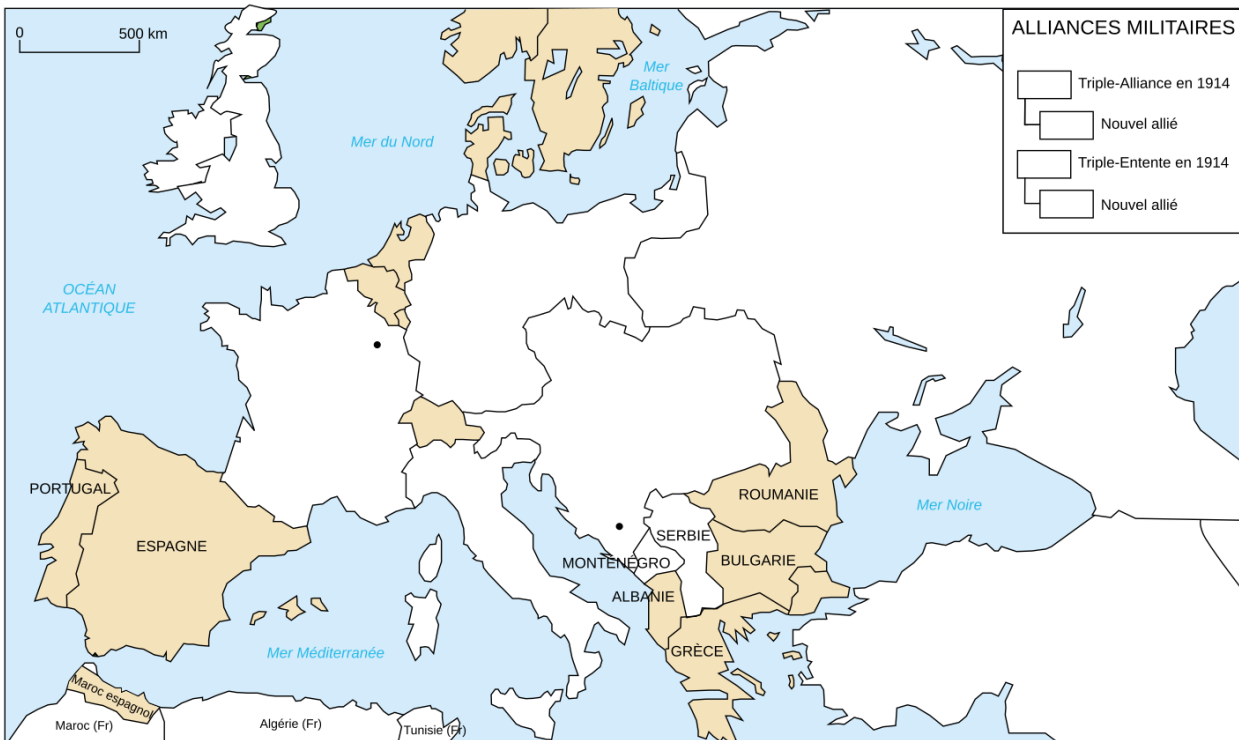 0 500 km
ALLIANCES MILITAIRES
Triple-Alliance en 1914
Nouvel allié
Triple-Entente en 1914
Nouvel allié
Mer
Baltique
Mer du Nord
OCÉAN
ATLANTIQUE
PORTUGAL
ESPAGNE
ROUMANIE
Mer Noire
SERBIE
MONTÉNÉGRO
BULGARIE
ALBANIE
GRÈCE
Mer Méditerranée
Maroc espagnol
Maroc (Fr)
Algérie (Fr)
Tunisie (Fr)